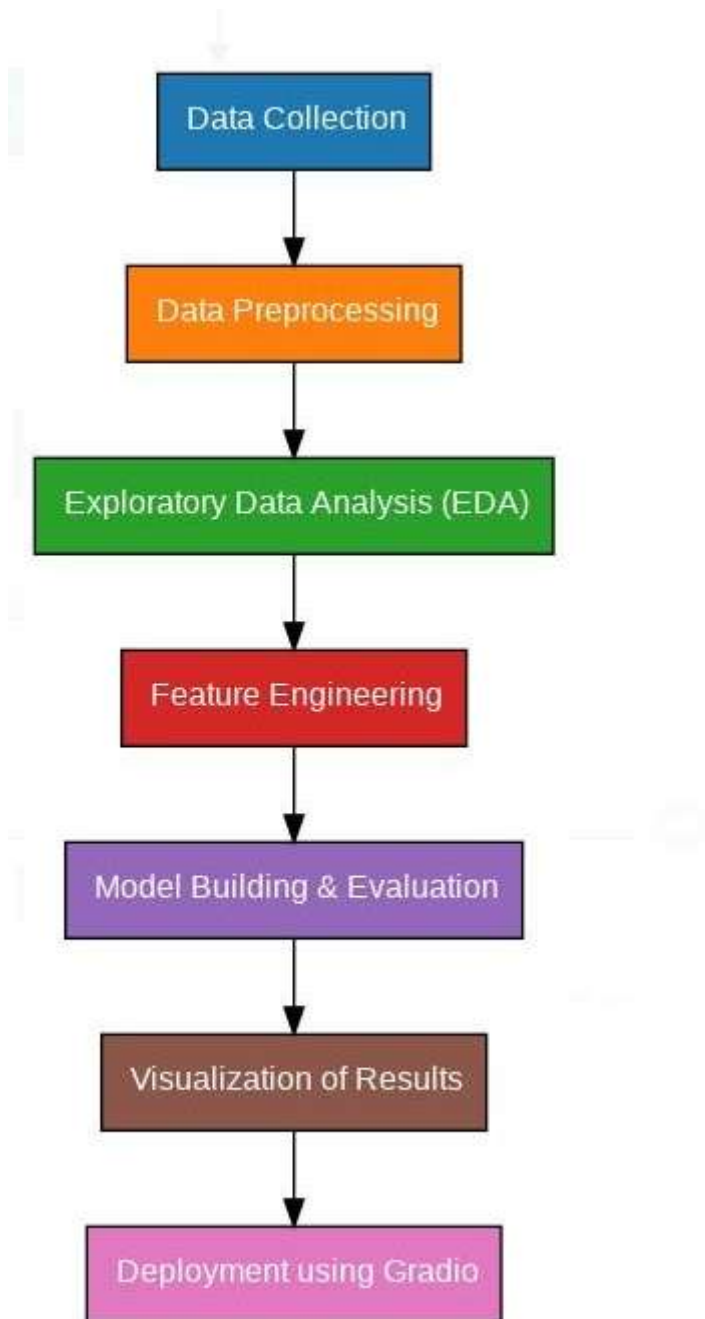 Data Collection
Data Preprocessing
Exploratory Data Analysis (EDA)
Feature Engineering
Model Building & Evaluation
Visualization of Results
Deployment using Gradio